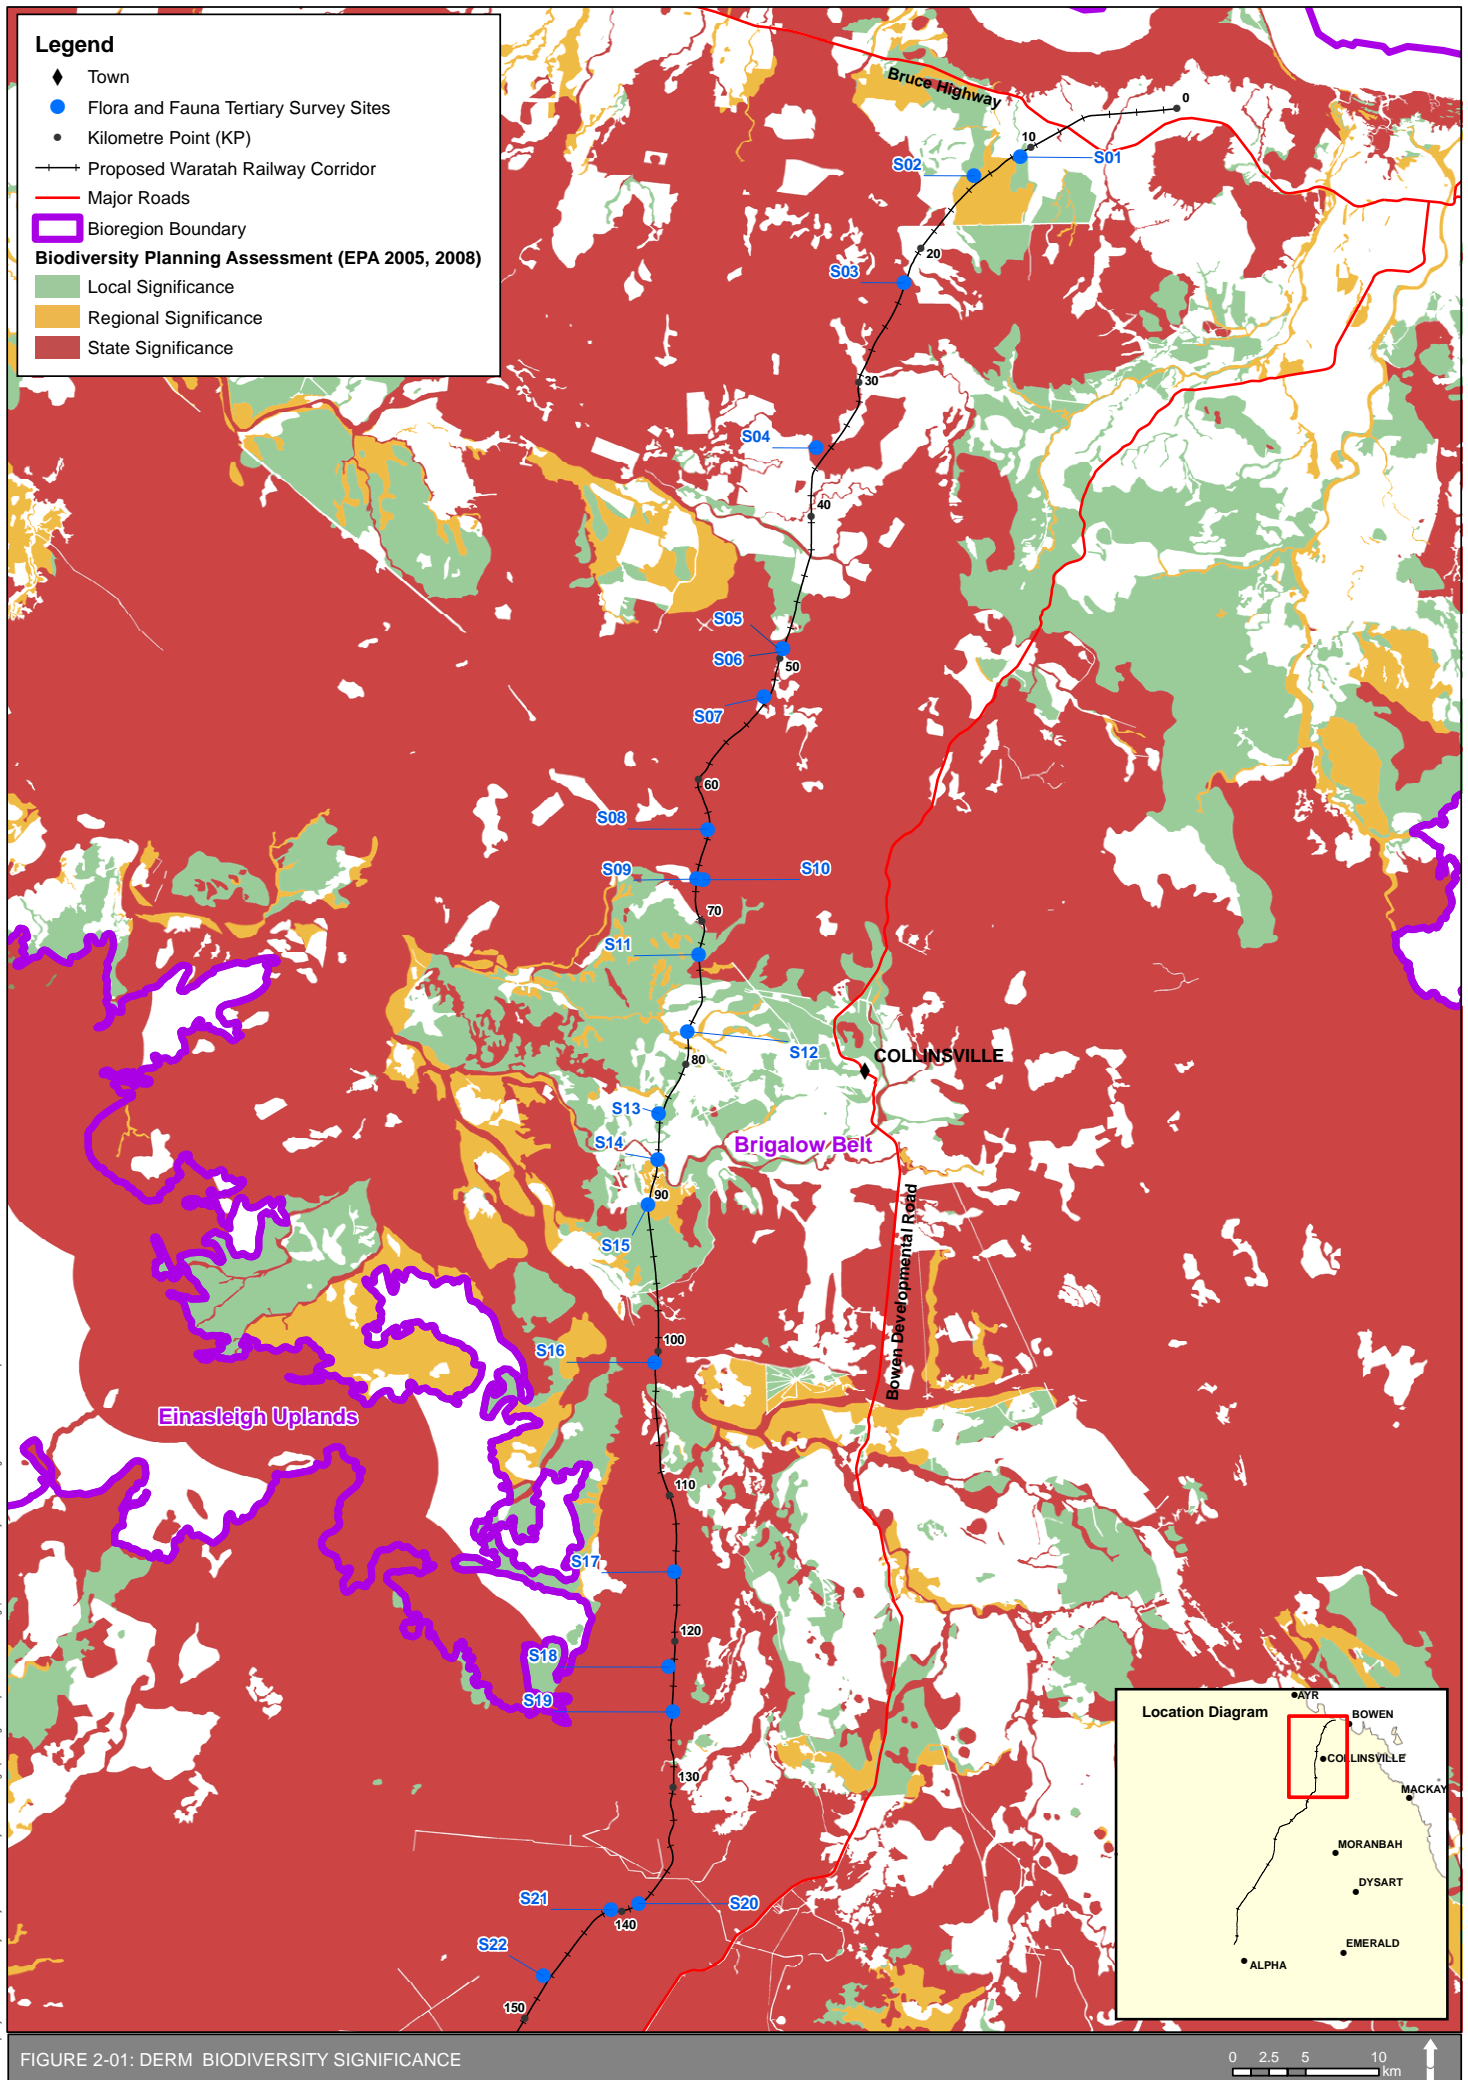 Legend
Town
Flora and Fauna Tertiary Survey Sites
Kilometre Point (KP)
Proposed Waratah Railway Corridor
Major Roads
Bioregion Boundary
Biodiversity Planning Assessment (EPA 2005, 2008)
Local Significance
Regional Significance
State Significance
Bruce Highway
0
10
S01
S02
20
S03
30
S04
40
S05
S06
50
S07
60
S08
S09
S10
70
S11
S12
80
COLLINSVILLE
S13
S14
Brigalow Belt
90
S15
Bowen Developmental Road
100
S16
Einasleigh Uplands
110
S17
120
S18
S19
130
S21
S20
140
S22
150
Location Diagram
AYR
BOWEN
COLLINSVILLE
MACKAY
MORANBAH
DYSART
EMERALD
ALPHA
FIGURE 2-01: DERM BIODIVERSITY SIGNIFICANCE
0 2.5 5 10
km